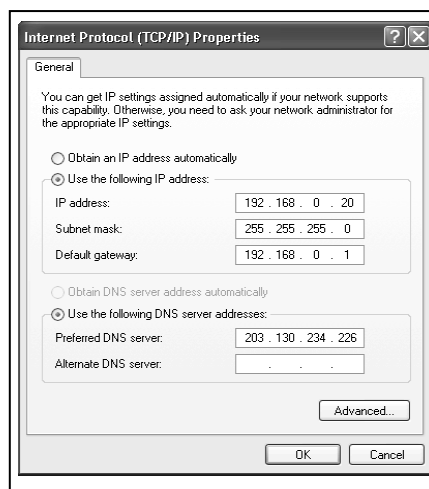 Internet Protocol (TCP/IP) Properties
General
You can get IP settings assigned automatically if your network supports
this capability. Otherwise, you need to ask your network administrator for
the appropriate IP settings.
Obtain an IP address automatically
Use the following IP address:
IP address: 192 . 168 . 0 . 20
Subnet mask: 255 . 255 . 255 . 0
Default gateway: 192 . 168 . 0 . 1
Obtain DNS server address automatically
Use the following DNS server addresses:
Preferred DNS server: 203 . 130 . 234 . 226
Alternate DNS server: . . .
Advanced...
OK Cancel